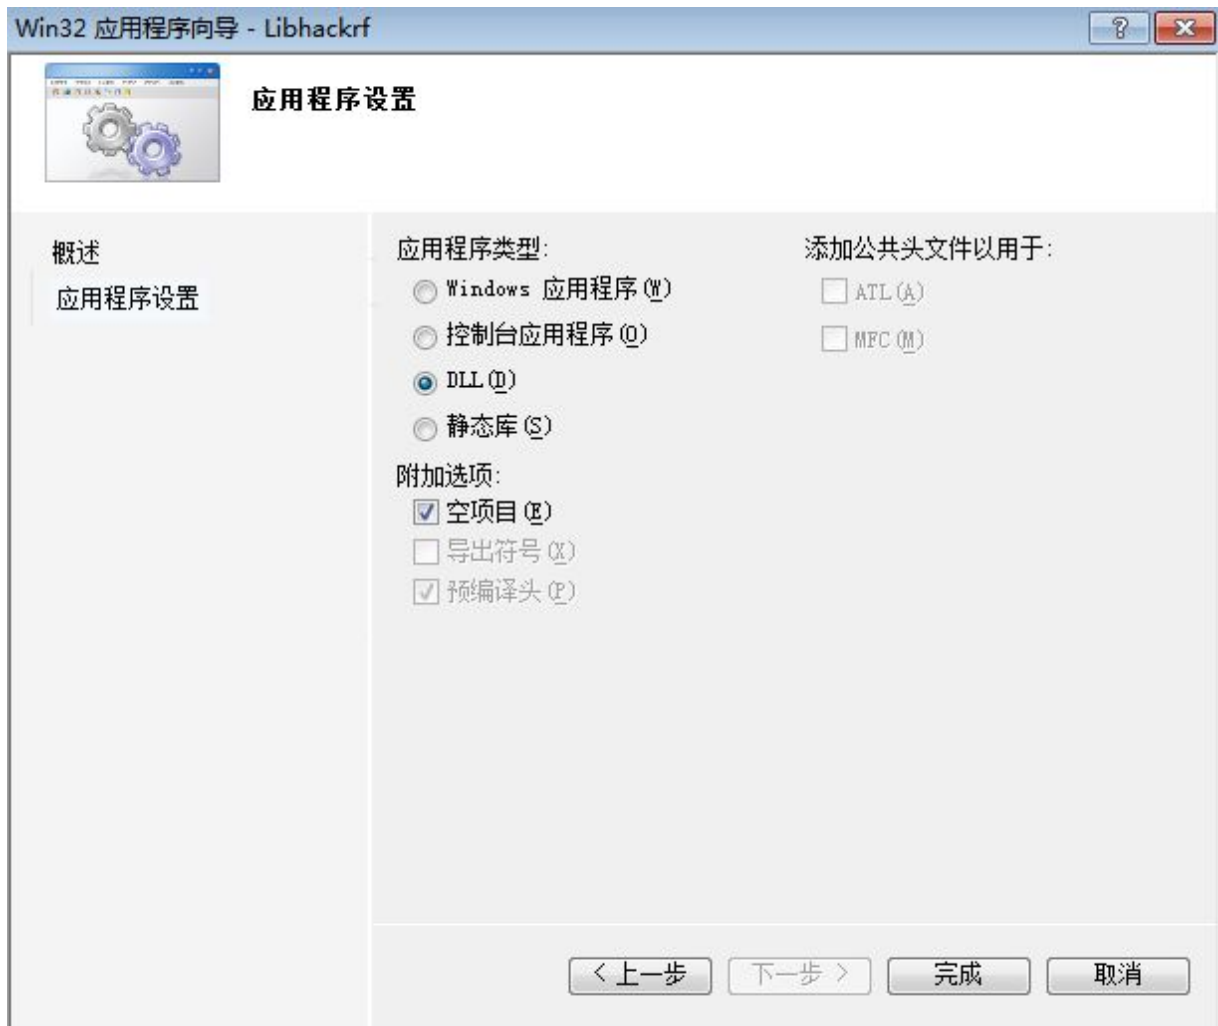 Win32 应用程序向导 - Libhackrf
应用程序设置
概述
应用程序设置
应用程序类型:
Windows 应用程序(W)
控制台应用程序(O)
DLL(D)
静态库(S)
附加选项:
空项目(E)
导出符号(X)
预编译头(P)
添加公共头文件以用于:
ATL(A)
MFC(M)
< 上一步
下一步 >
完成
取消